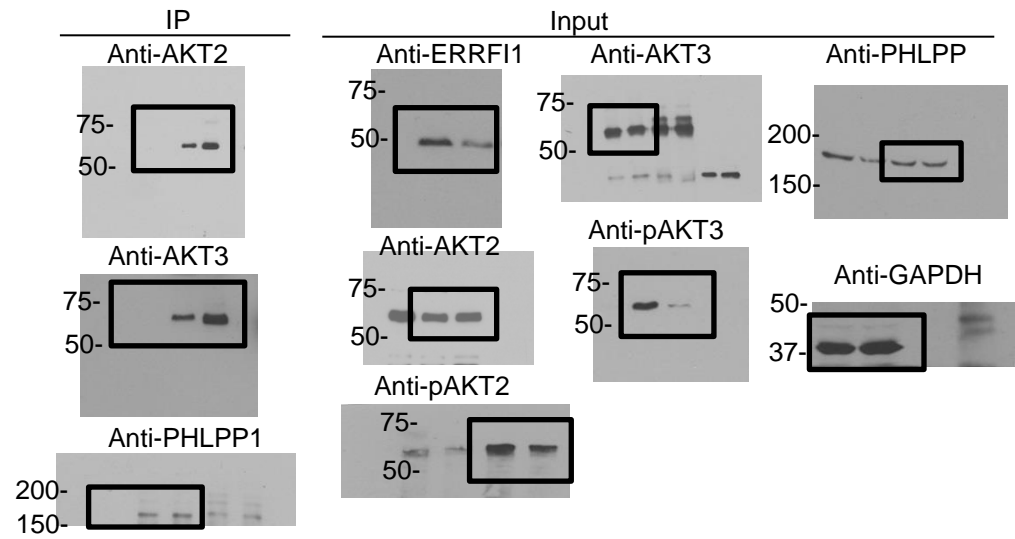 IP
Input
Anti-AKT2
75-
50-
Anti-AKT3
75-
50-
Anti-PHLPP1
200-
150-
Anti-ERRFI1
75-
50-
Anti-AKT2
75-
50-
Anti-pAKT2
75-
50-
Anti-AKT3
75-
50-
Anti-pAKT3
75-
50-
Anti-PHLPP
200-
150-
Anti-GAPDH
50-
37-